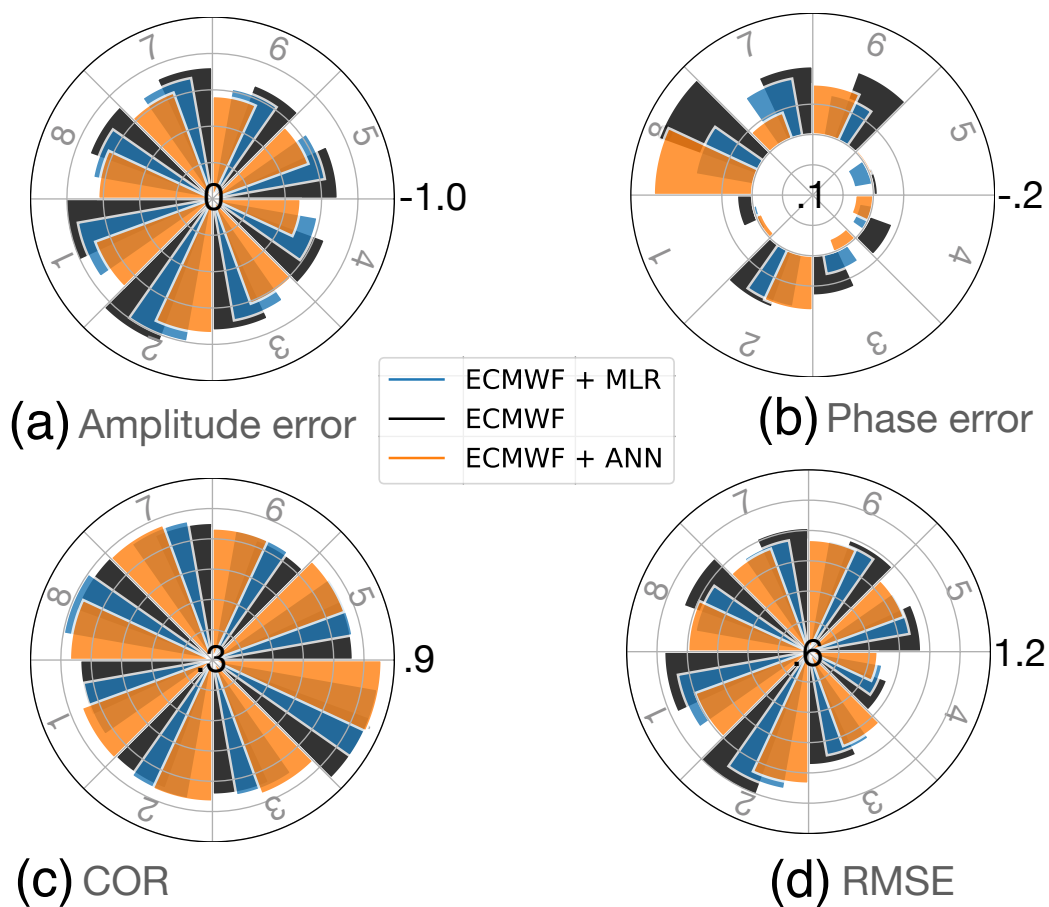 7 6
8 5
0 -1.0
1 4
2 3
(a) Amplitude error
7 6
8 5
.1 -.2
1 4
2 3
(b) Phase error
ECMWF + MLR
ECMWF
ECMWF + ANN
7 6
8 5
.3 .9
1
2 3
(c) COR
7 6
8 5
.6 1.2
1 4
2 3
(d) RMSE